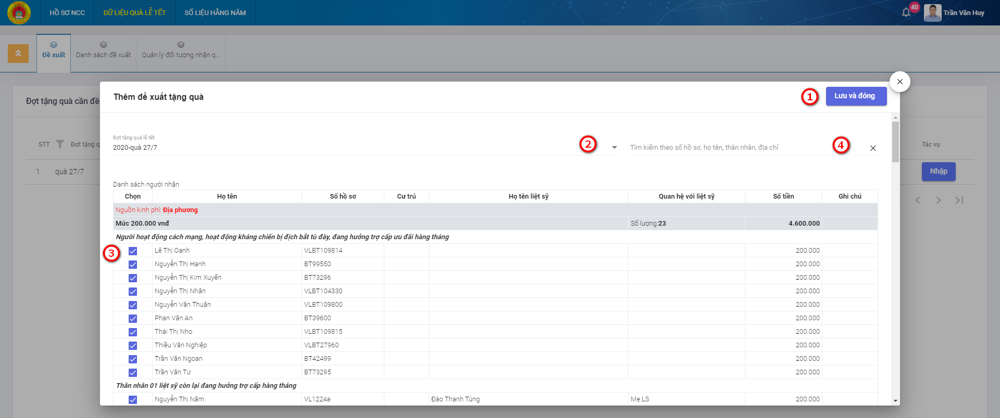 HỒ SƠ NCC
DỮ LIỆU QUÀ LỄ TẾT
SỐ LIỆU HẰNG NĂM
40
Trần Văn Huy
Đề xuất
Danh sách đề xuất
Quản lý đối tượng nhận q...
Đợt tặng quà cần đề
Thêm đề xuất tặng quà
1
Lưu và đóng
STT
Đợt tặng q
Tác vụ
1
quà 27/7
Nhập
Đợt tặng quà lễ tết
2020-quà 27/7
2
Tìm kiếm theo số hồ sơ, họ tên, thân nhân, địa chỉ
4
Danh sách người nhận
Chọn Họ tên Số hồ sơ Cư trú Họ tên liệt sỹ Quan hệ với liệt sỹ Số tiền Ghi chú
Nguồn kinh phí: Địa phương
Mức 200.000 vnđ Số lượng:23 4.600.000
Người hoạt động cách mạng, hoạt động kháng chiến bị địch bắt tù đày, đang hưởng trợ cấp ưu đãi hàng tháng
3
Lê Thị Oanh VLBT109814 200.000
Nguyễn Thị Hạnh BT99550 200.000
Nguyễn Thị Kim Xuyến BT73296 200.000
Nguyễn Thị Nhân VLBT104330 200.000
Nguyễn Văn Thuận VLBT109800 200.000
Phan Văn An BT39600 200.000
Thái Thị Nho VLBT109815 200.000
Thiều Văn Nghiệp VLBT27960 200.000
Trần Văn Ngoan BT42499 200.000
Trần Văn Tư BT73295 200.000
Thân nhân 01 liệt sỹ còn lại đang hưởng trợ cấp hàng tháng
Nguyễn Thị Năm VL1224a Đào Thanh Tùng Mẹ LS 200.000